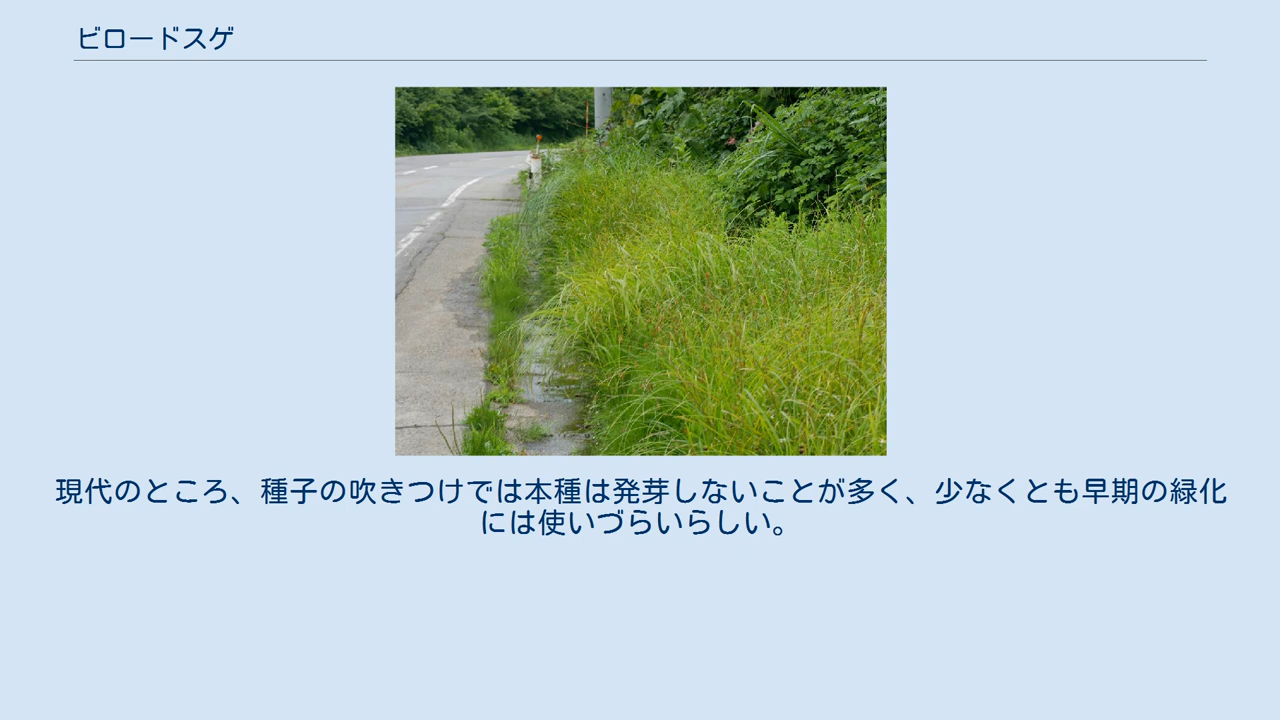 ビロードスゲ
現代のところ、種子の吹きつけでは本種は発芽しないことが多く、少なくとも早期の緑化
には使いづらいらしい。